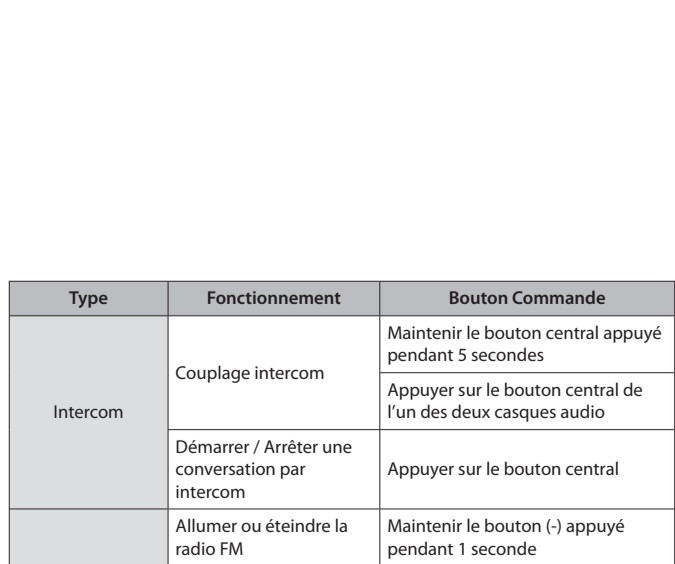 Type Fonctionnement Bouton Commande
Intercom
Couplage intercom
Maintenir le bouton central appuyé
pendant 5 secondes
Appuyer sur le bouton central de
l’un des deux casques audio
Démarrer / Arrêter une
conversation par
intercom
Appuyer sur le bouton central
Allumer ou éteindre la
radio FM
Maintenir le bouton (-) appuyé
pendant 1 seconde